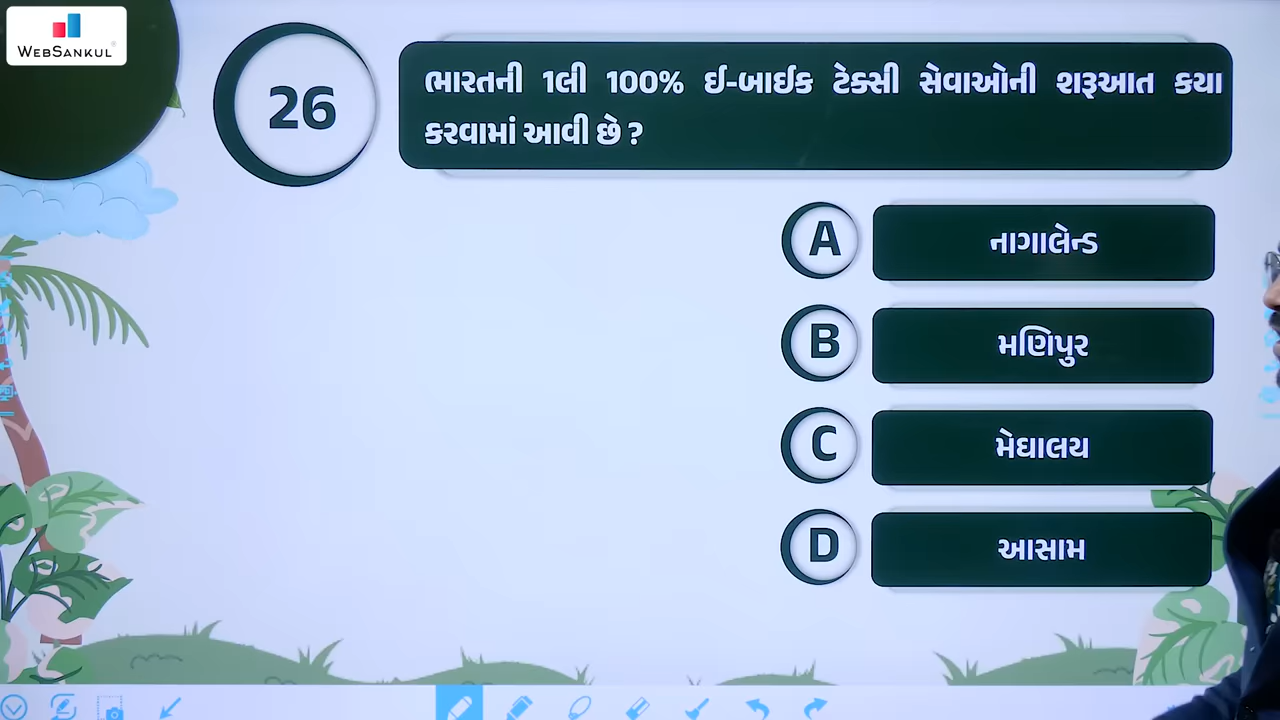 WEBSANKUL
26
ભારતની 1લી 100% ઈ-બાઈક ટેક્સી સેવાઓની શરૂઆત કયા
કરવામાં આવી છે ?
A
નાગાલેન્ડ
B
મણિપુર
C
મેઘાલય
D
આસામ